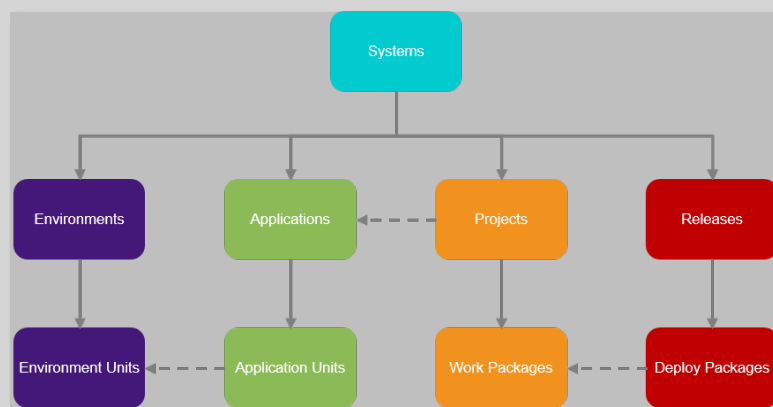 Systems
Environments
Applications
Projects
Releases
Environment Units
Application Units
Work Packages
Deploy Packages